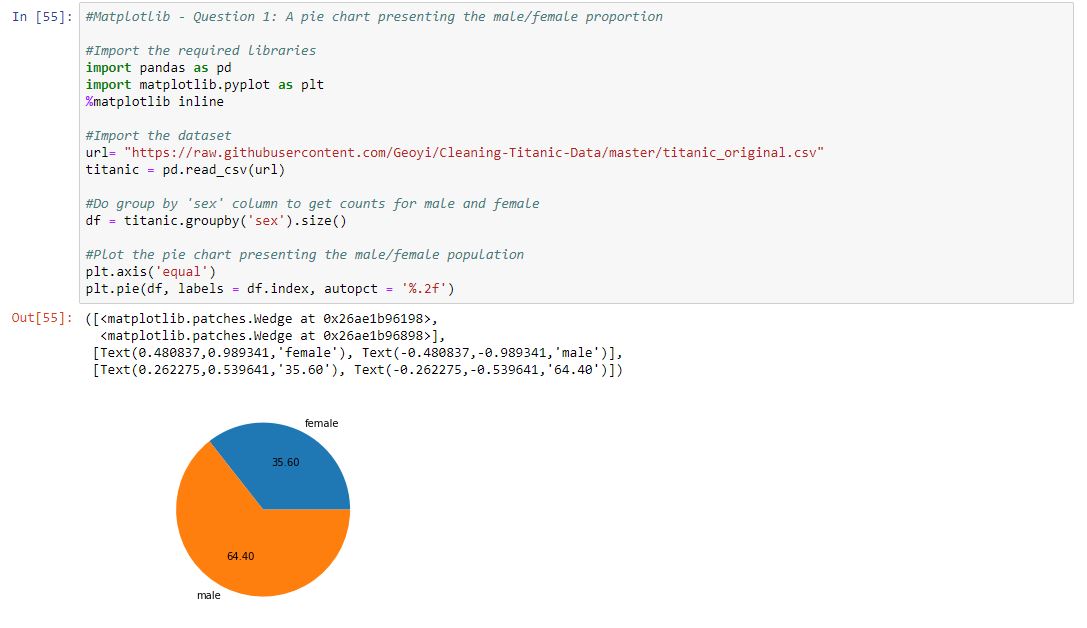 In [55]: #Matplotlib - Question 1: A pie chart presenting the male/female proportion
#Import the required libraries
import pandas as pd
import matplotlib.pyplot as plt
%matplotlib inline
#Import the dataset
url= "https://raw.githubusercontent.com/Geoyi/Cleaning-Titanic-Data/master/titanic_original.csv"
titanic = pd.read_csv(url)
#Do group by 'sex' column to get counts for male and female
df = titanic.groupby('sex').size()
#Plot the pie chart presenting the male/female population
plt.axis('equal')
plt.pie(df, labels = df.index, autopct = '%.2f')
Out[55]: ([<matplotlib.patches.Wedge at 0x26ae1b96198>,
<matplotlib.patches.Wedge at 0x26ae1b96898>],
[Text(0.480837,0.989341,'female'), Text(-0.480837,-0.989341,'male')],
[Text(0.262275,0.539641,'35.60'), Text(-0.262275,-0.539641,'64.40')])
female
35.60
64.40
male